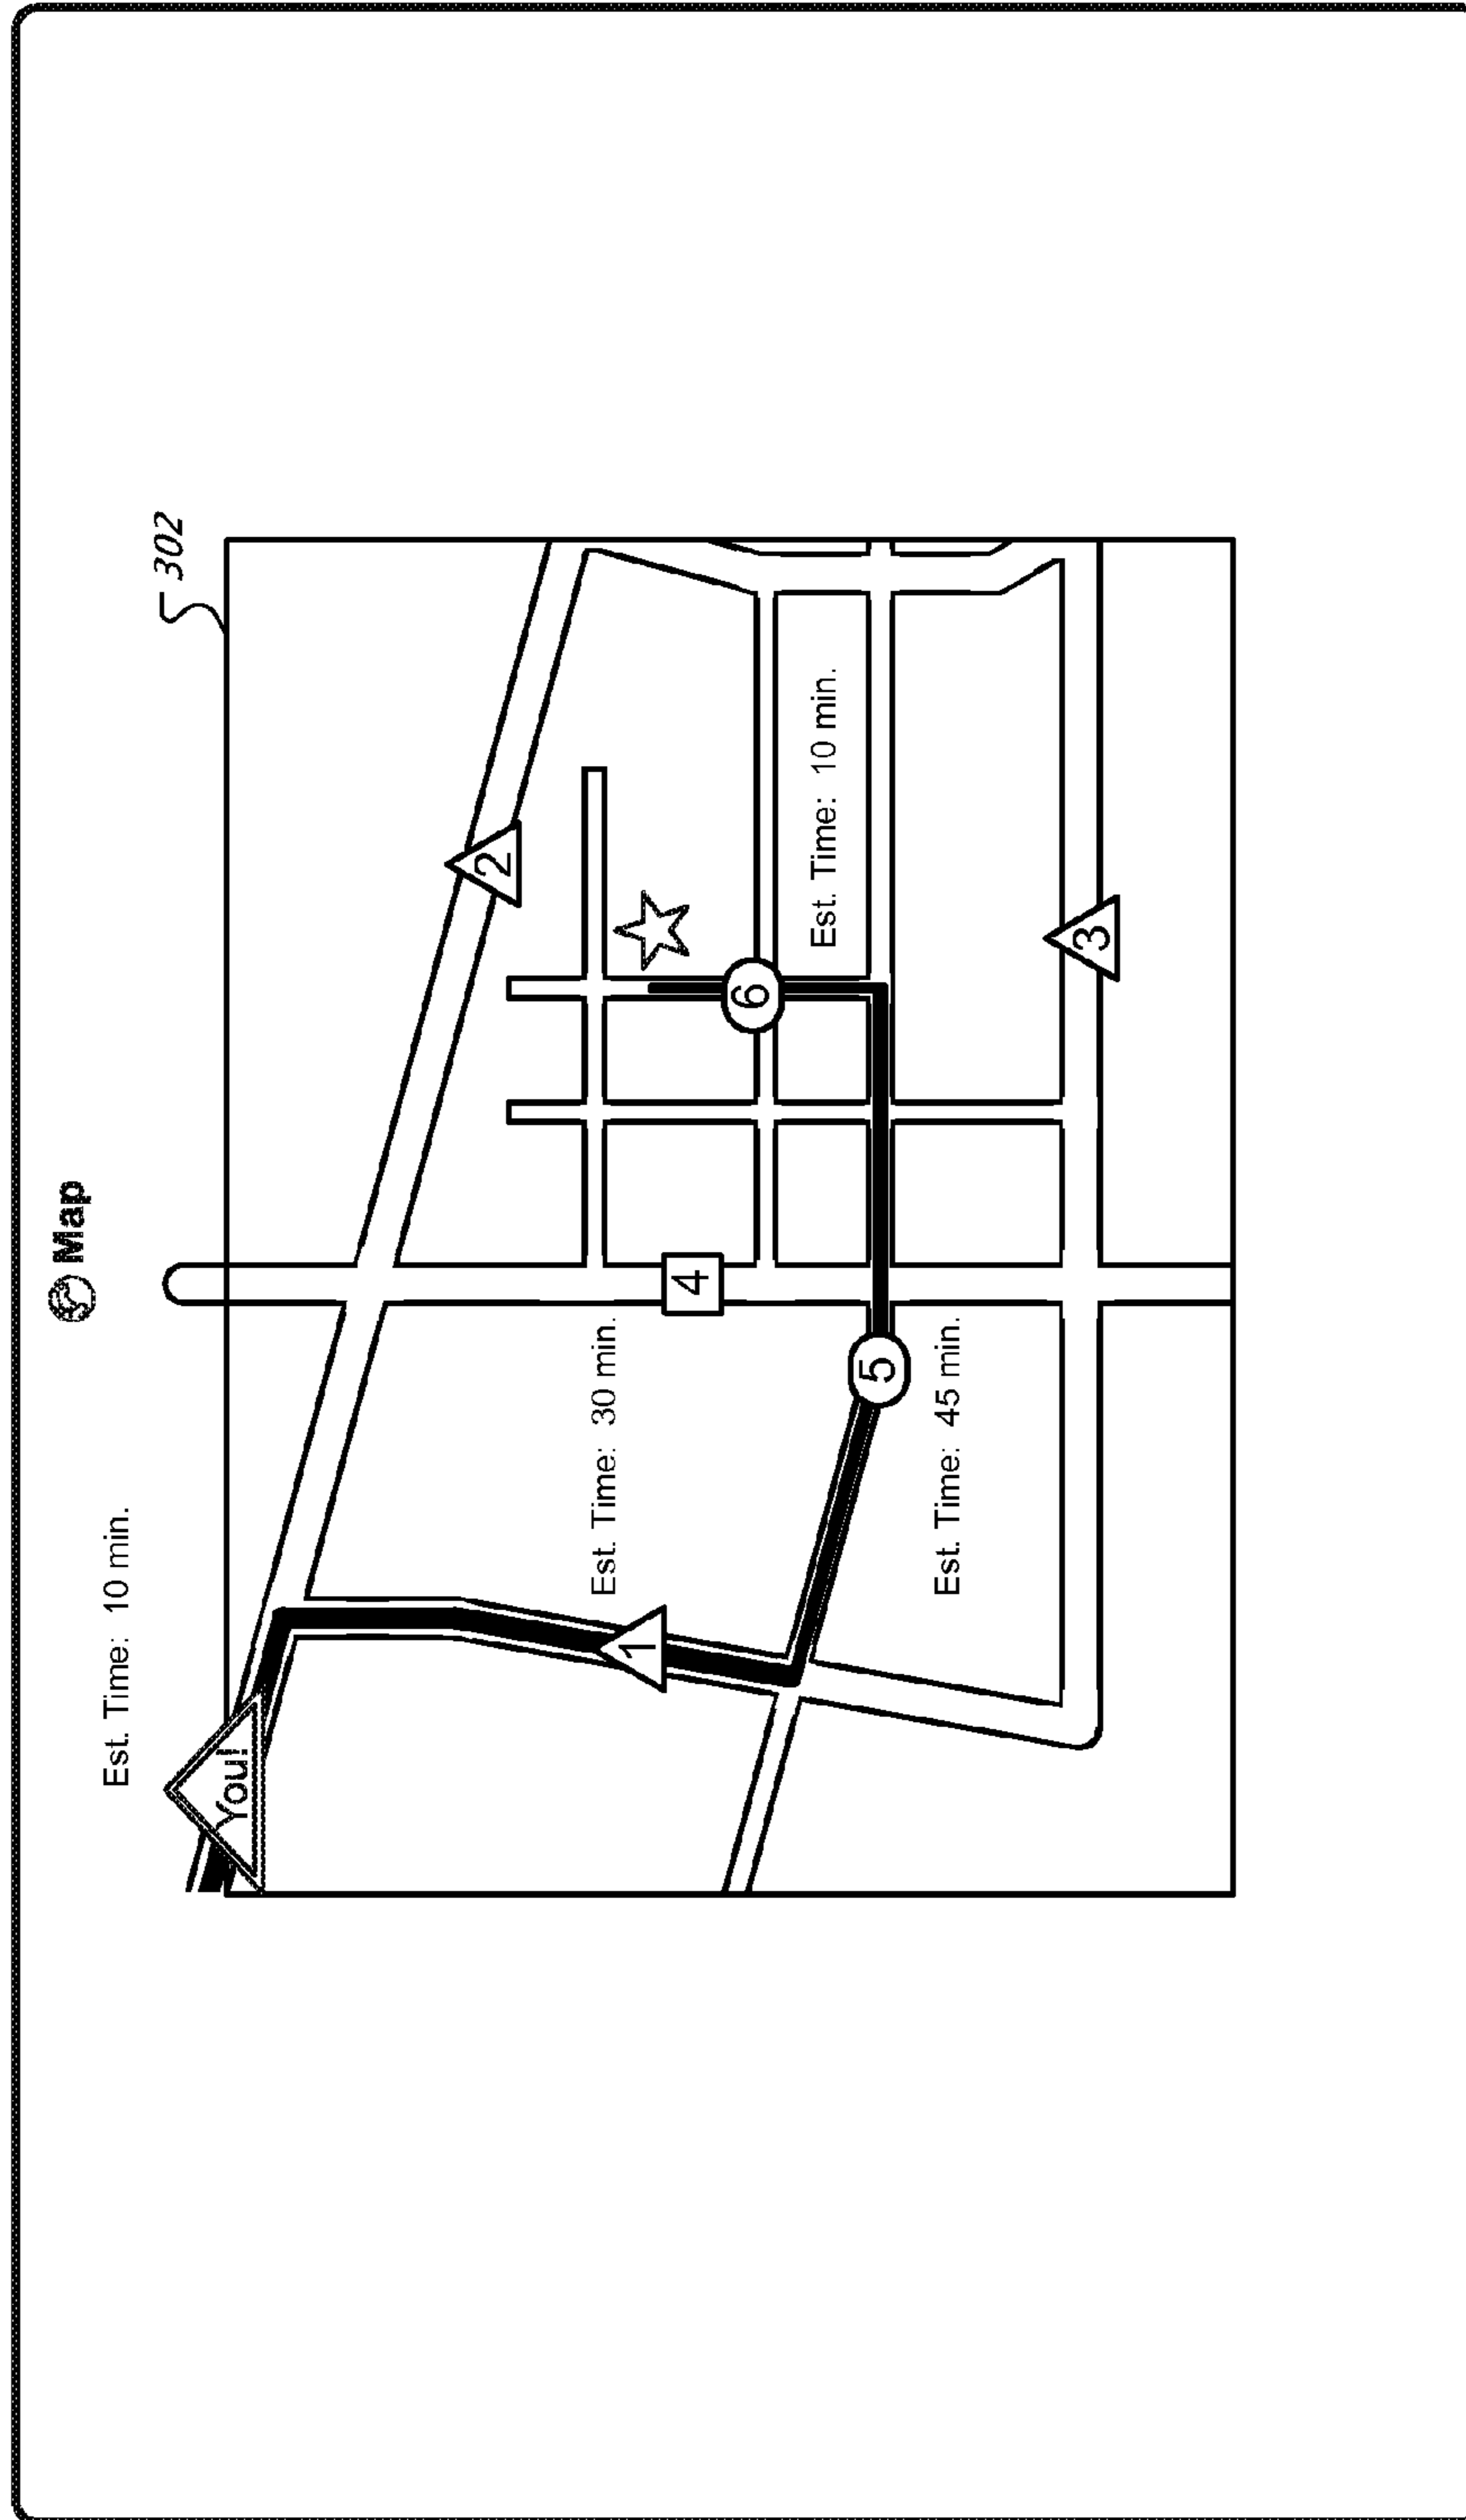 Map
302
Est. Time: 10 min.
You!
2
1
Est. Time: 30 min.
4
6
Est. Time: 10 min.
5
Est. Time: 45 min.
3